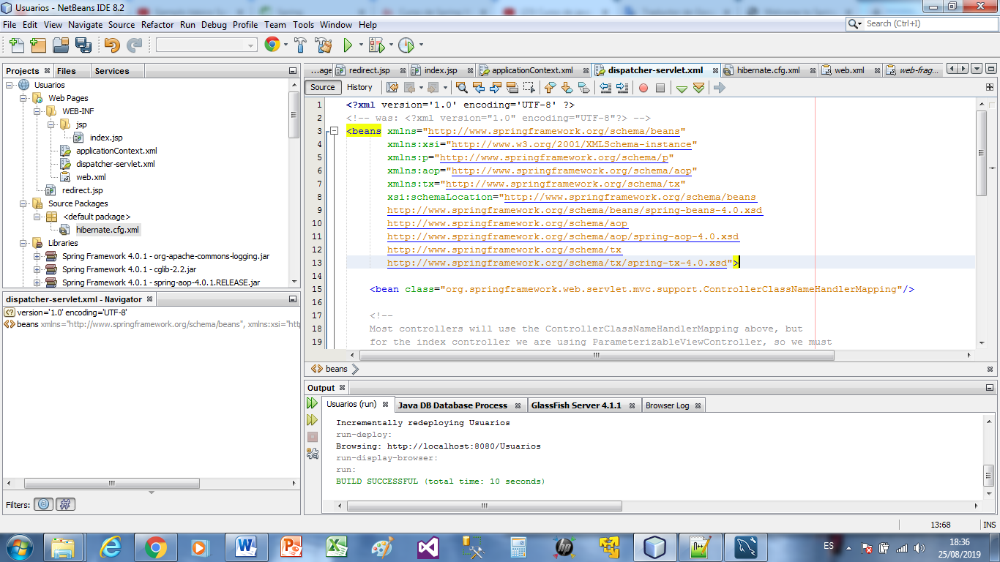 Usuarios - NetBeans IDE 8.2
File Edit View Navigate Source Refactor Run Debug Profile Team Tools Window Help
Search (Ctrl+I)
Projects Files Services
Usuarios
Web Pages
WEB-INF
jsp
index.jsp
applicationContext.xml
dispatcher-servlet.xml
web.xml
redirect.jsp
Source Packages
<default package>
hibernate.cfg.xml
Libraries
Spring Framework 4.0.1 - org-apache-commons-logging.jar
Spring Framework 4.0.1 - cglib-2.2.jar
Spring Framework 4.0.1 - spring-aop-4.0.1.RELEASE.jar
dispatcher-servlet.xml - Navigator
version='1.0' encoding='UTF-8'
beans xmlns="http://www.springframework.org/schema/beans", xmlns:xsi="htt
Filters:
...age redirect.jsp index.jsp applicationContext.xml dispatcher-servlet.xml hibernate.cfg.xml web.xml web-frag...
Source History
1 <?xml version='1.0' encoding='UTF-8' ?>
2 <!-- was: <?xml version="1.0" encoding="UTF-8"?> -->
3 <beans xmlns="http://www.springframework.org/schema/beans"
4 xmlns:xsi="http://www.w3.org/2001/XMLSchema-instance"
5 xmlns:p="http://www.springframework.org/schema/p"
6 xmlns:aop="http://www.springframework.org/schema/aop"
7 xmlns:tx="http://www.springframework.org/schema/tx"
8 xsi:schemaLocation="http://www.springframework.org/schema/beans
9 http://www.springframework.org/schema/beans/spring-beans-4.0.xsd
10 http://www.springframework.org/schema/aop
11 http://www.springframework.org/schema/aop/spring-aop-4.0.xsd
12 http://www.springframework.org/schema/tx
13 http://www.springframework.org/schema/tx/spring-tx-4.0.xsd">
14
15 <bean class="org.springframework.web.servlet.mvc.support.ControllerClassNameHandlerMapping"/>
16
17 <!--
18 Most controllers will use the ControllerClassNameHandlerMapping above, but
19 for the index controller we are using ParameterizableViewController, so we must
beans
Output
Usuarios (run) Java DB Database Process GlassFish Server 4.1.1 Browser Log
Incrementally redeploying Usuarios
run-deploy:
Browsing: http://localhost:8080/Usuarios
run-display-browser:
run:
BUILD SUCCESSFUL (total time: 10 seconds)
13:68 INS
ES
18:36
25/08/2019